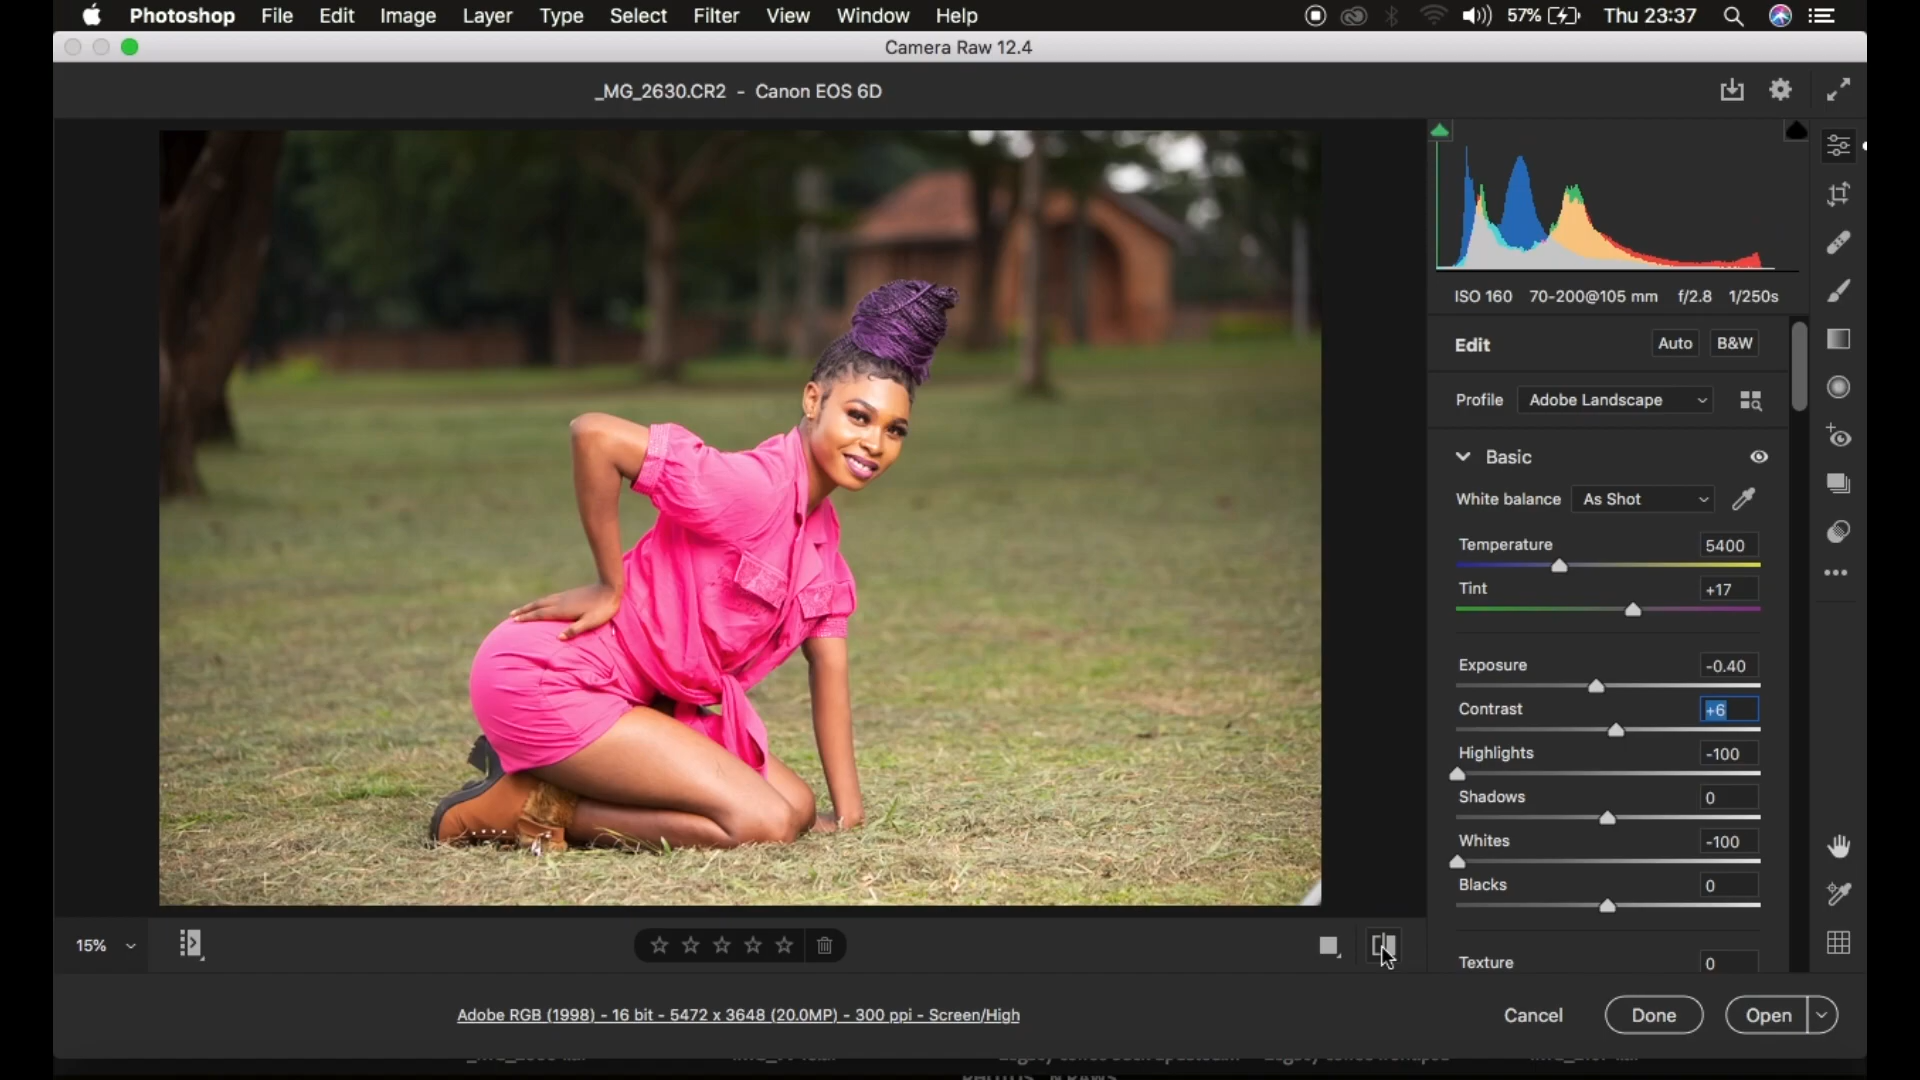 Photoshop File Edit Image Layer Type Select Filter View Window Help 57% Thu 23:37
Camera Raw 12.4
_MG_2630.CR2 - Canon EOS 6D
ISO 160 70-200@105 mm f/2.8 1/250s
Edit Auto B&W
Profile Adobe Landscape
Basic
White balance As Shot
Temperature 5400
Tint +17
Exposure -0.40
Contrast +6
Highlights -100
Shadows 0
Whites -100
Blacks 0
Texture 0
15%
Adobe RGB (1998) - 16 bit - 5472 x 3648 (20.0MP) - 300 ppi - Screen/High
Cancel Done Open